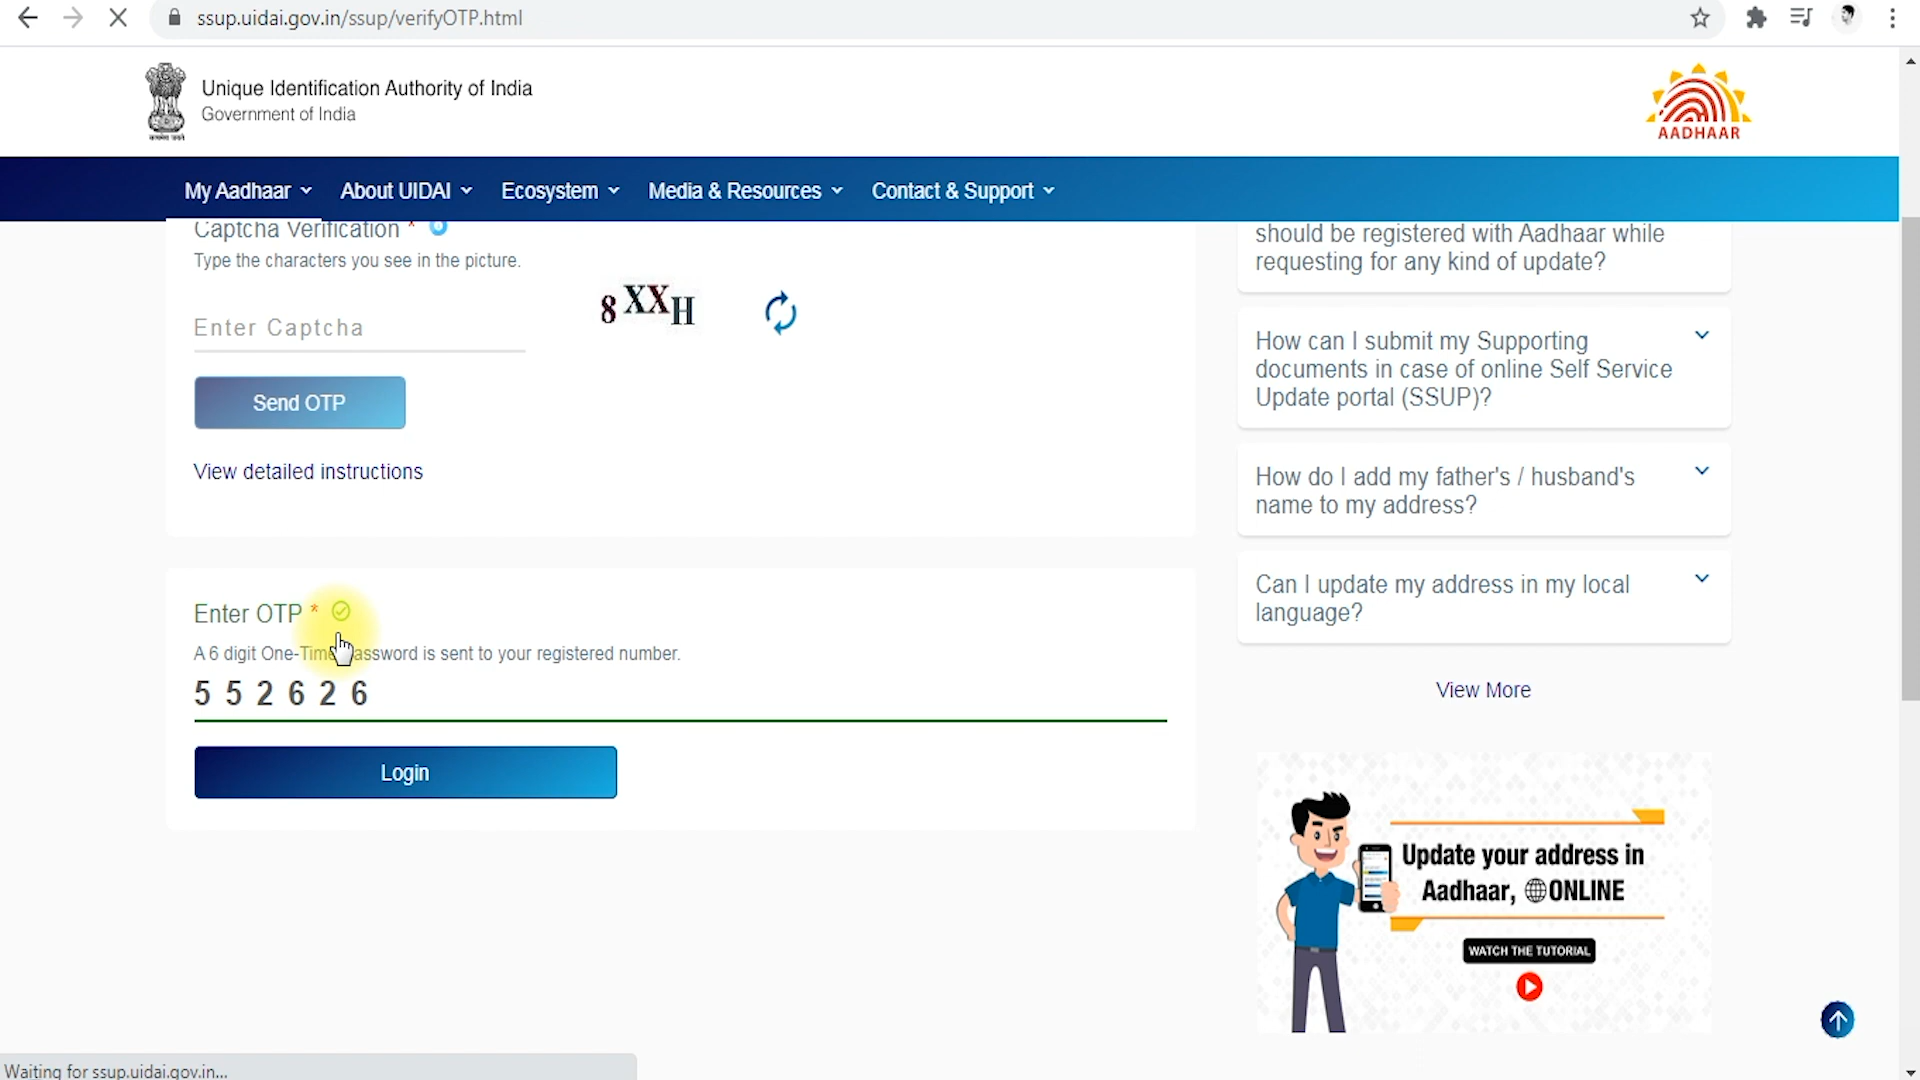 ssup.uidai.gov.in/ssup/verifyOTP.html
Unique Identification Authority of India
Government of India
AADHAAR
My Aadhaar
About UIDAI
Ecosystem
Media & Resources
Contact & Support
Captcha Verification *
Type the characters you see in the picture.
Enter Captcha
8XXH
Send OTP
View detailed instructions
Enter OTP *
A 6 digit One-Time Password is sent to your registered number.
5 5 2 6 2 6
Login
should be registered with Aadhaar while
requesting for any kind of update?
How can I submit my Supporting
documents in case of online Self Service
Update portal (SSUP)?
How do I add my father's / husband's
name to my address?
Can I update my address in my local
language?
View More
Update your address in
Aadhaar, ONLINE
WATCH THE TUTORIAL
Waiting for ssup.uidai.gov.in...